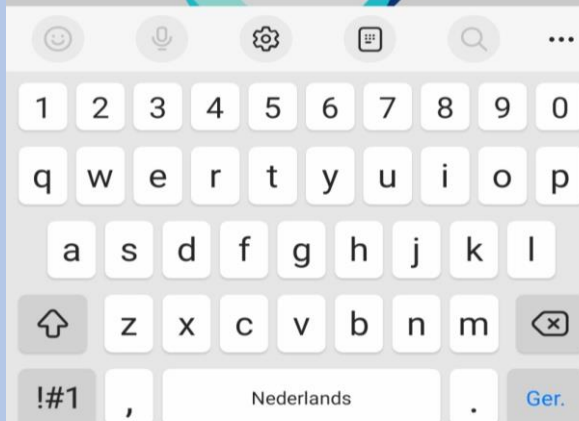 1 2 3 4 5 6 7 8 9 0
q w e r t y u i o p
a s d f g h j k l
z x c v b n m
!#1 , Nederlands . Ger.